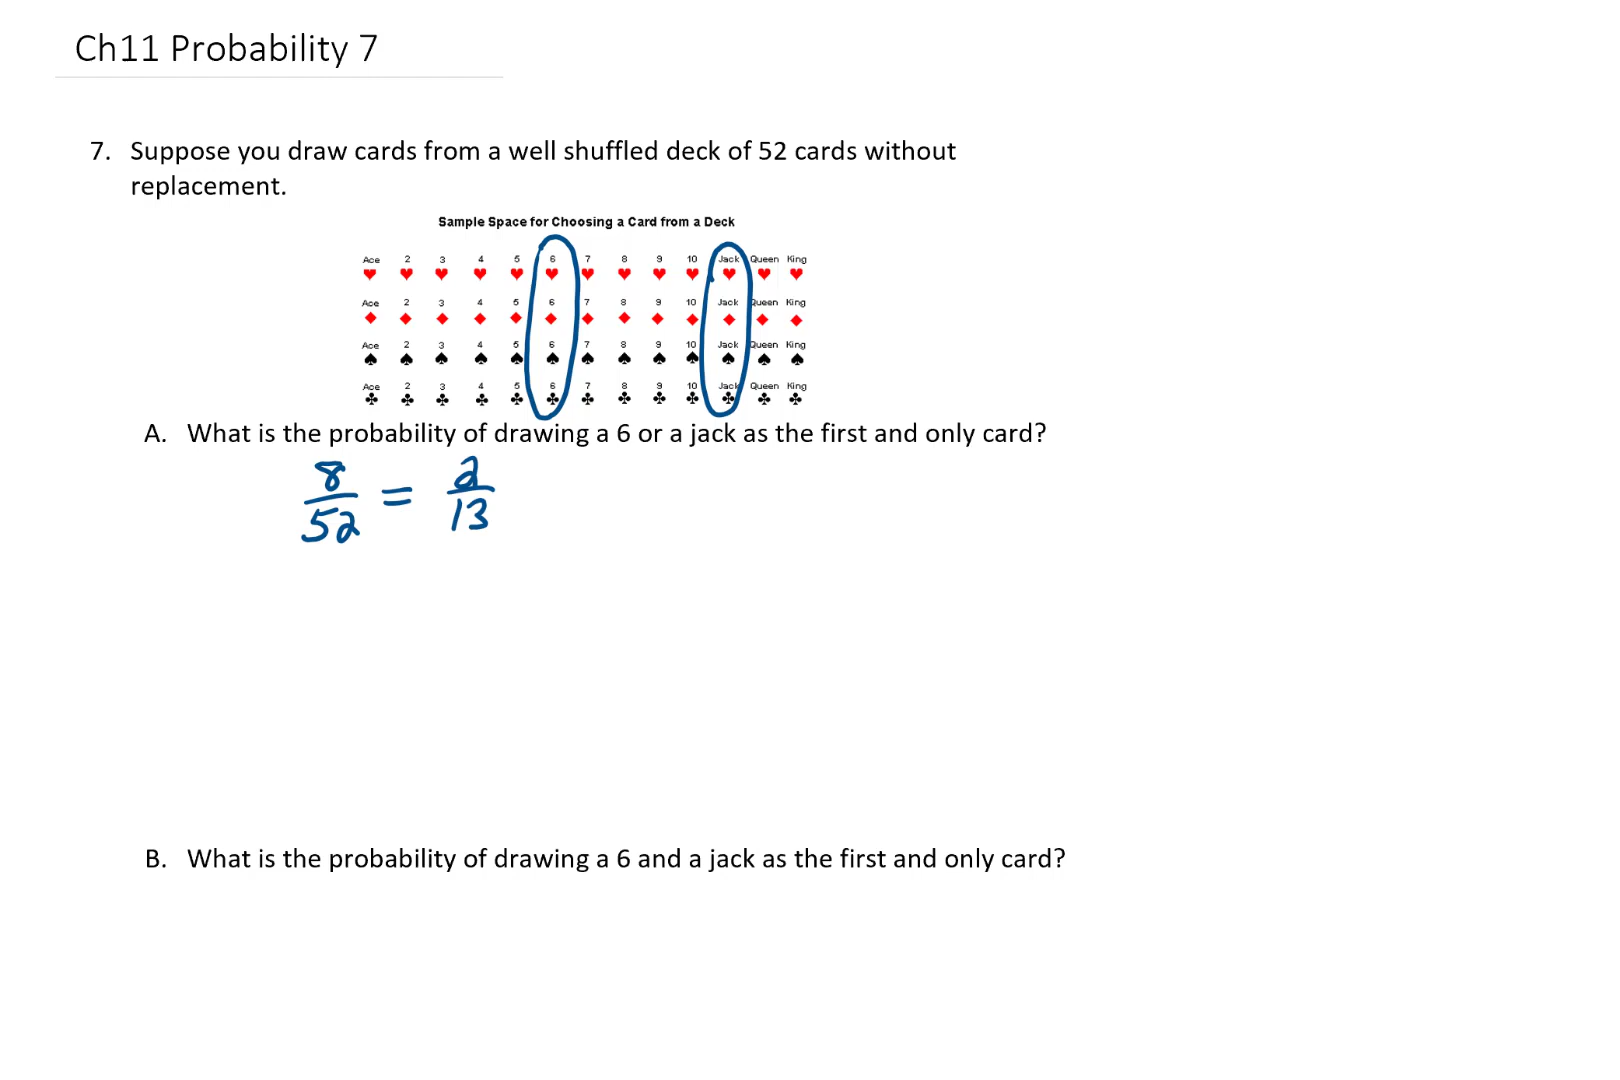 Ch11 Probability 7
7. Suppose you draw cards from a well shuffled deck of 52 cards without
replacement.
Sample Space for Choosing a Card from a Deck
Ace 2 3 4 5 6 7 8 9 10 Jack Queen King
Ace 2 3 4 5 6 7 8 9 10 Jack Queen King
Ace 2 3 4 5 6 7 8 9 10 Jack Queen King
Ace 2 3 4 5 6 7 8 9 10 Jack Queen King
A. What is the probability of drawing a 6 or a jack as the first and only card?
8/52 = 2/13
B. What is the probability of drawing a 6 and a jack as the first and only card?